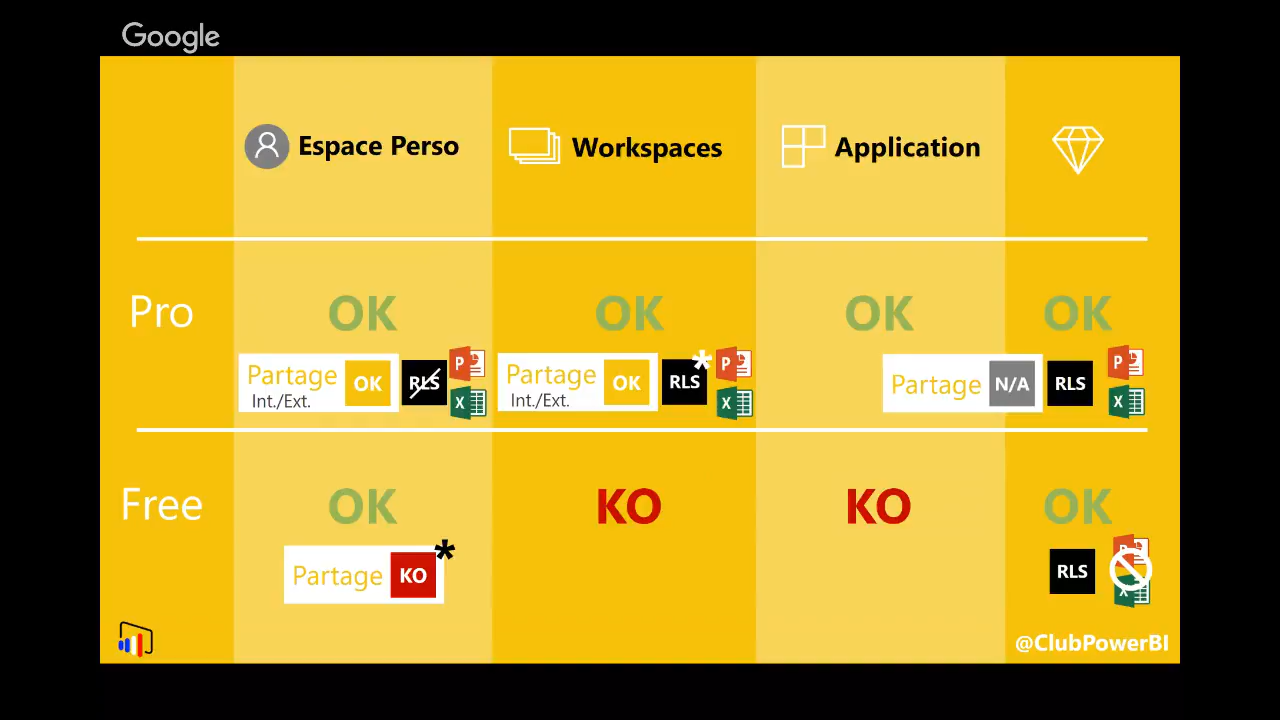 Google
Espace Perso
Workspaces
Application
Pro
OK
OK
OK
OK
Partage OK RLS P X
Int./Ext.
Partage OK RLS * P X
Int./Ext.
Partage N/A RLS P X
Free
OK
KO
KO
OK
Partage KO *
RLS
@ClubPowerBI